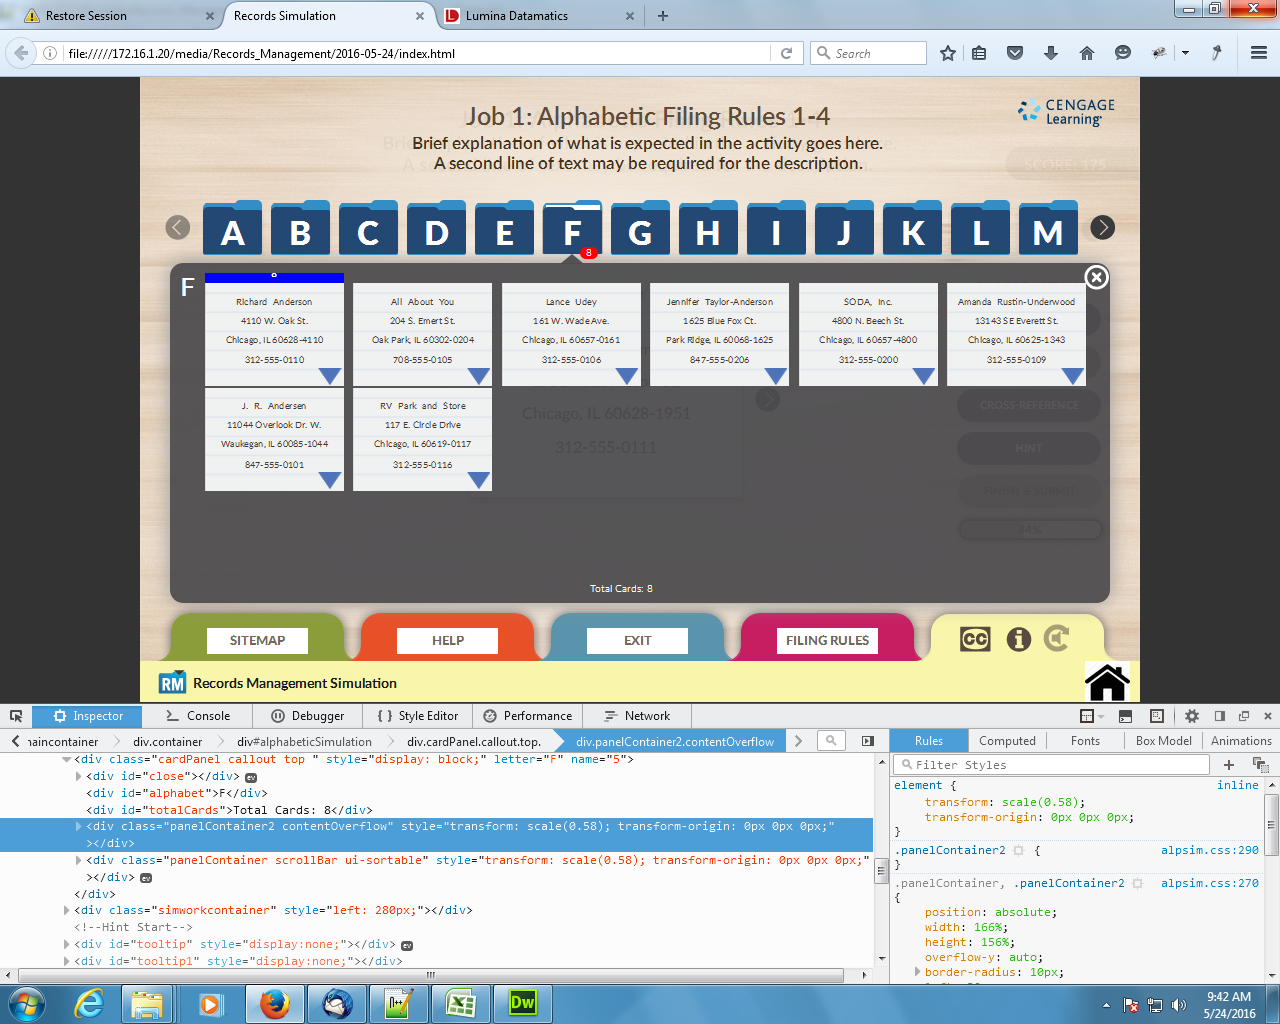 Restore Session
Records Simulation
Lumina Datamatics
file://///172.16.1.20/media/Records_Management/2016-05-24/index.html
Search
Job 1: Alphabetic Filing Rules 1-4
Brief explanation of what is expected in the activity goes here.
A second line of text may be required for the description.
CENGAGE
Learning
SCORE: 175
A B C D E F G H I J K L M
8
F
8
Richard Anderson
4110 W. Oak St.
Chicago, IL 60628-4110
312-555-0110
All About You
204 S. Emert St.
Oak Park, IL 60302-0204
708-555-0105
Lance Udey
161 W. Wade Ave.
Chicago, IL 60657-0161
312-555-0106
Jennifer Taylor-Anderson
1625 Blue Fox Ct.
Park Ridge, IL 60068-1625
847-555-0206
SODA, Inc.
4800 N. Beech St.
Chicago, IL 60657-4800
312-555-0200
Amanda Rustin-Underwood
13143 SE Everett St.
Chicago, IL 60625-1343
312-555-0109
J. R. Andersen
11044 Overlook Dr. W.
Waukegan, IL 60085-1044
847-555-0101
RV Park and Store
117 E. Circle Drive
Chicago, IL 60619-0117
312-555-0116
Chicago, IL 60628-1951
312-555-0111
CROSS-REFERENCE
HINT
FINISH & SUBMIT
84%
Total Cards: 8
SITEMAP
HELP
EXIT
FILING RULES
CC
RM Records Management Simulation
Inspector
Console
Debugger
Style Editor
Performance
Network
naincontainer
div.container
div#alphabeticSimulation
div.cardPanel.callout.top.
div.panelContainer2.contentOverflow
Rules
Computed
Fonts
Box Model
Animations
<div class="cardPanel callout top " style="display: block;" letter="F" name="5">
<div id="close"></div> ev
<div id="alphabet">F</div>
<div id="totalCards">Total Cards: 8</div>
<div class="panelContainer2 contentOverflow" style="transform: scale(0.58); transform-origin: 0px 0px 0px;"
></div>
<div class="panelContainer scrollBar ui-sortable" style="transform: scale(0.58); transform-origin: 0px 0px 0px;"
></div> ev
</div>
<div class="simworkcontainer" style="left: 280px;"></div>
<!--Hint Start-->
<div id="tooltip" style="display:none;"></div> ev
<div id="tooltip1" style="display:none;"></div>
Filter Styles
element { inline
transform: scale(0.58);
transform-origin: 0px 0px 0px;
}
.panelContainer2 { alpsim.css:290
}
.panelContainer, .panelContainer2 alpsim.css:270
{
position: absolute;
width: 166%;
height: 156%;
overflow-y: auto;
border-radius: 10px;
Dw
9:42 AM
5/24/2016